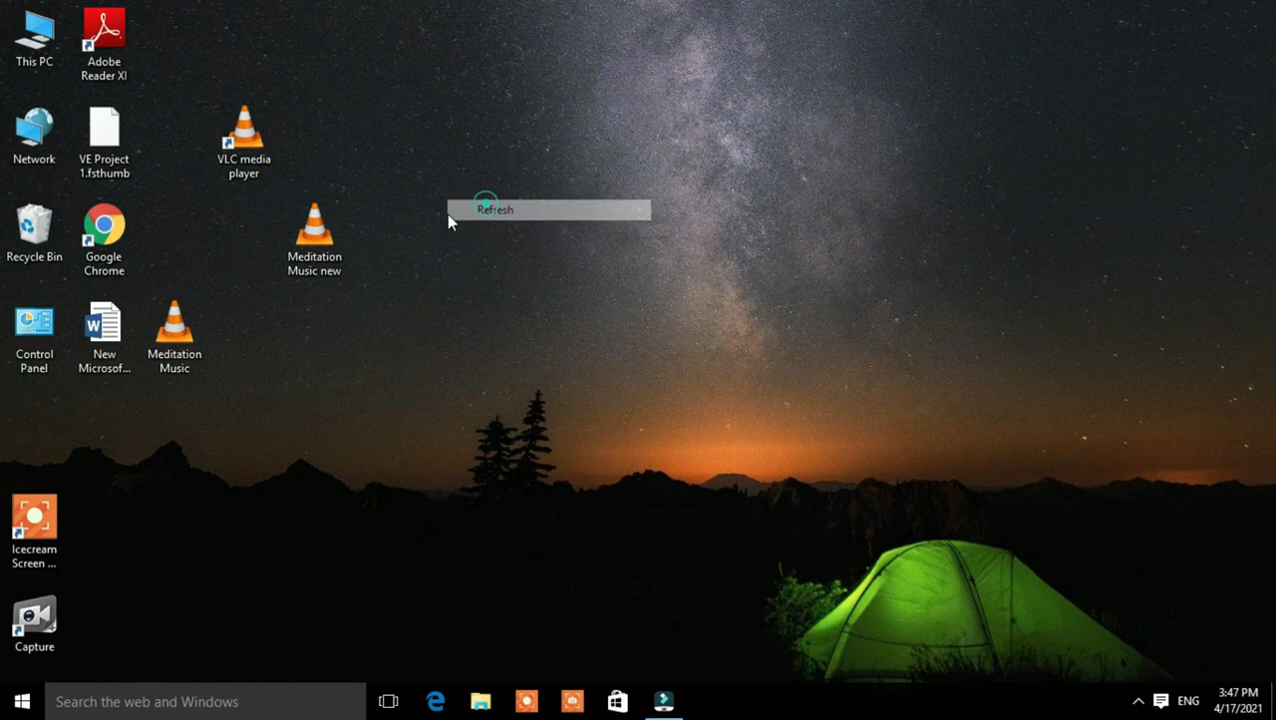 This PC
Adobe
Reader XI
Network
VE Project
1.fsthumb
VLC media
player
Refresh
Recycle Bin
Google
Chrome
Meditation
Music new
Control
Panel
New
Microsof...
Meditation
Music
Icecream
Screen ...
Capture
Search the web and Windows
ENG
3:47 PM
4/17/2021